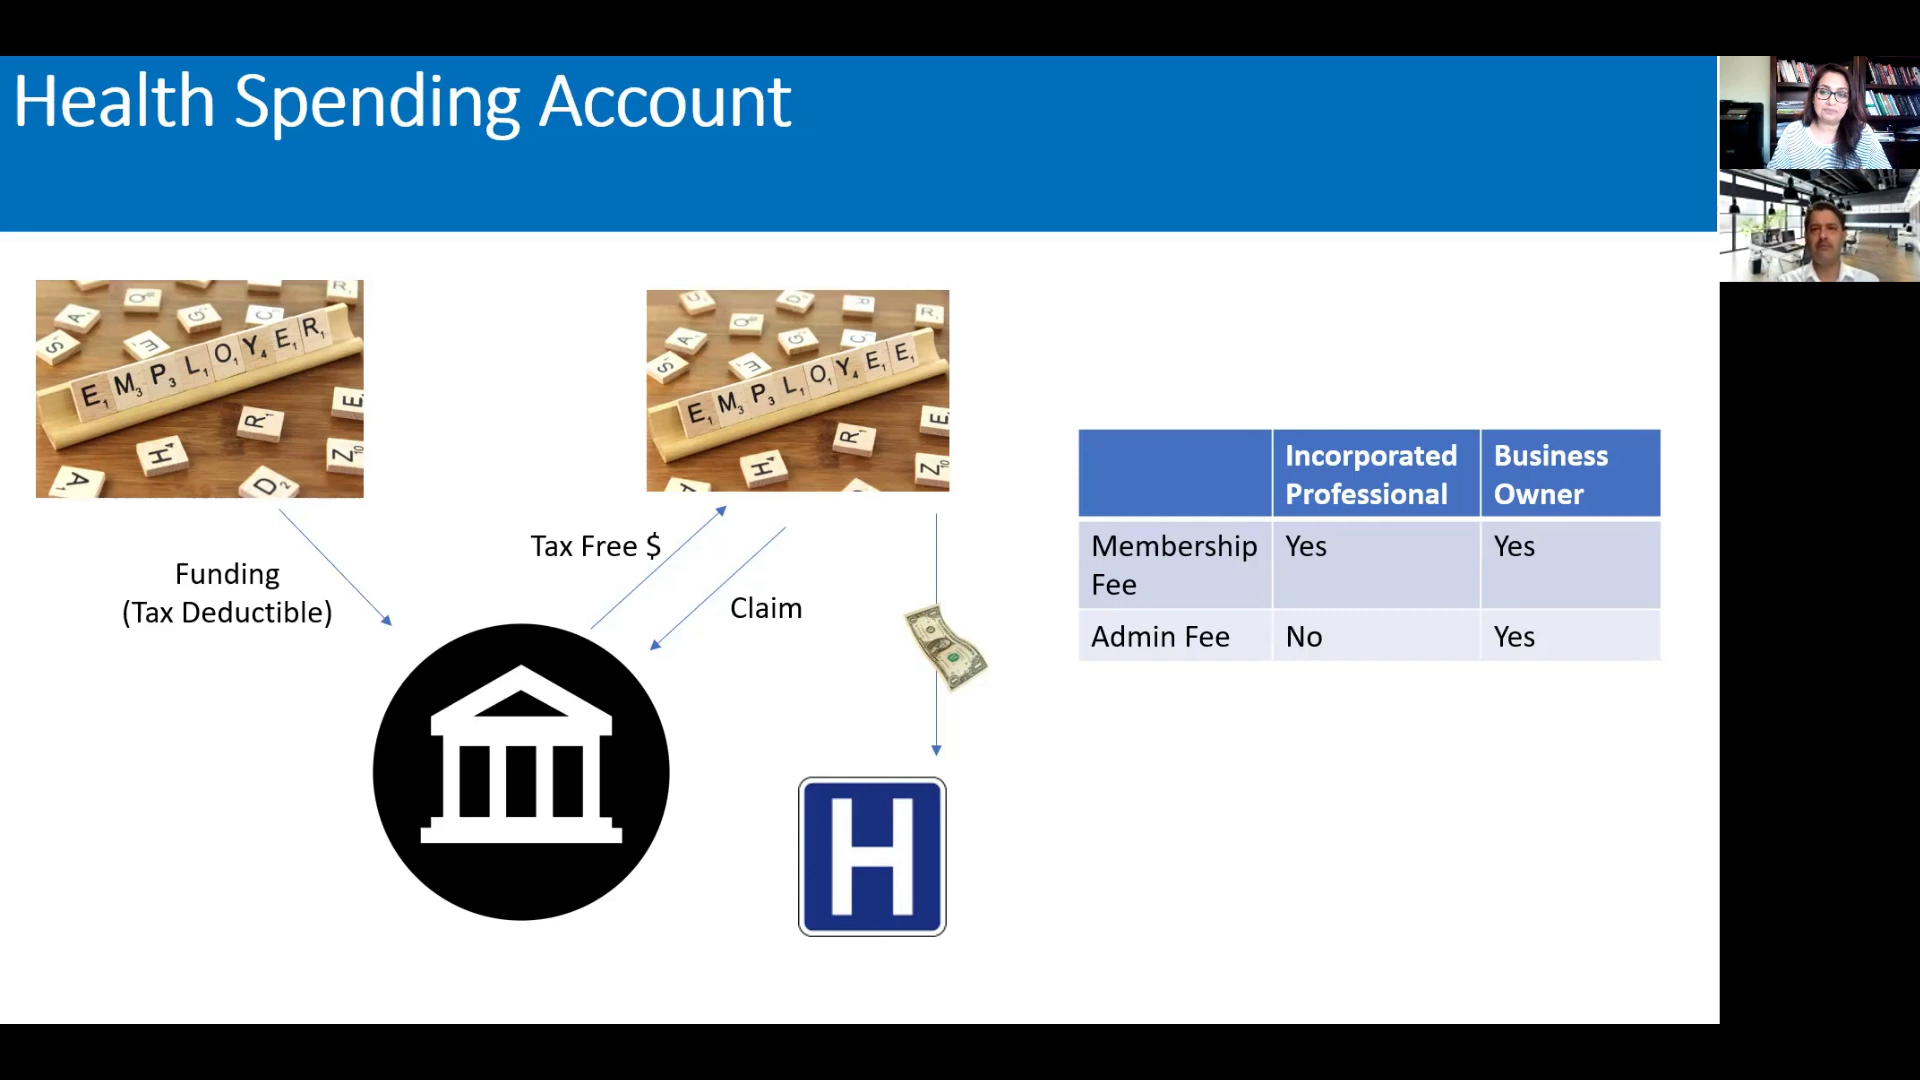 Health Spending Account
EMPLOYER
EMPLOYEE
Funding
(Tax Deductible)
Tax Free $
Claim
H
Incorporated Professional
Business Owner
Membership Fee
Yes
Yes
Admin Fee
No
Yes